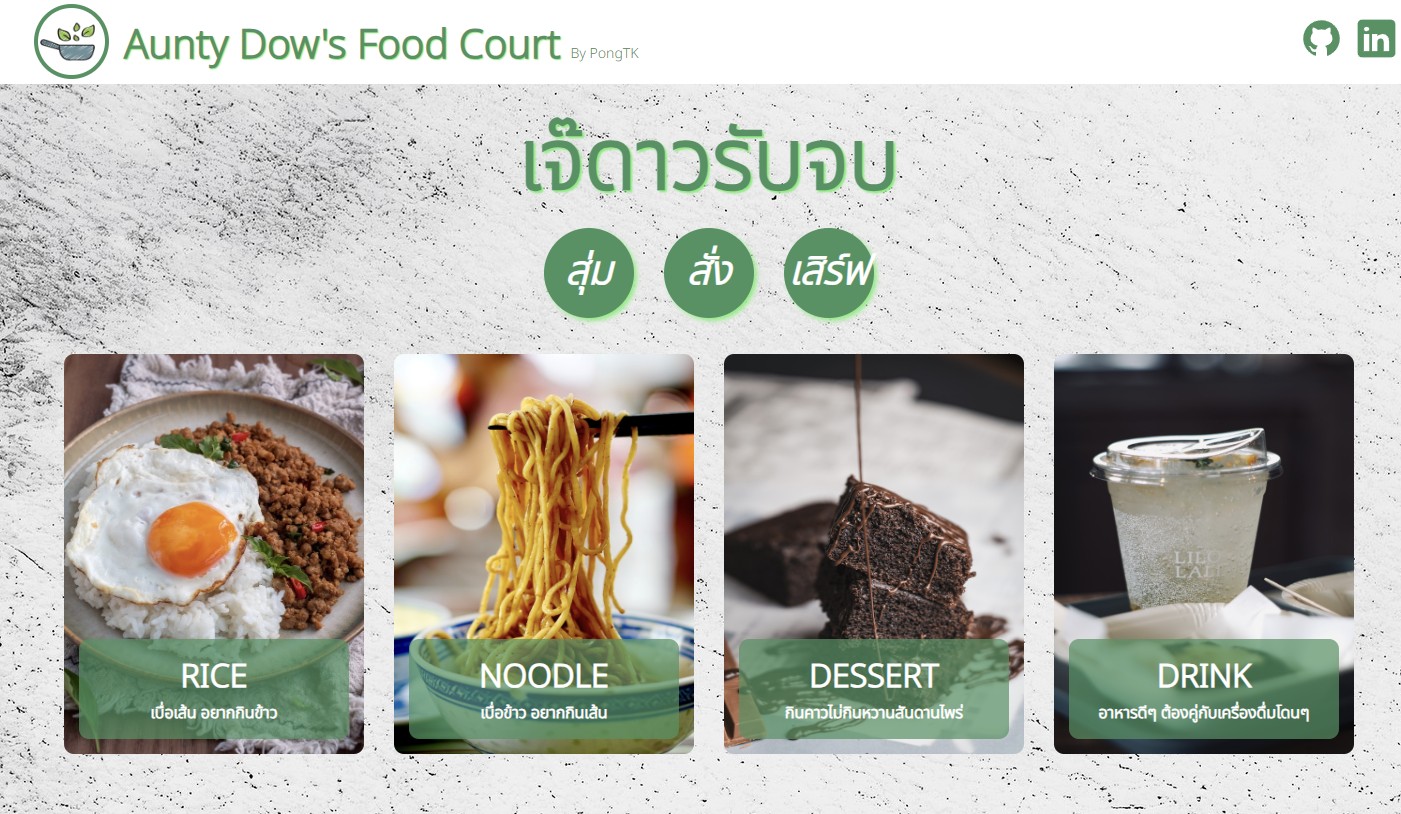 Aunty Dow's Food Court By PongTK
in
เจ๊ดาวรับจบ
สุ่ม สั่ง เสิร์ฟ
RICE
เบื่อเส้น อยากกินข้าว
NOODLE
เบื่อข้าว อยากกินเส้น
DESSERT
กินคาวไม่กินหวานสันดานไพร่
DRINK
อาหารดีๆ ต้องคู่กับเครื่องดื่มโดนๆ